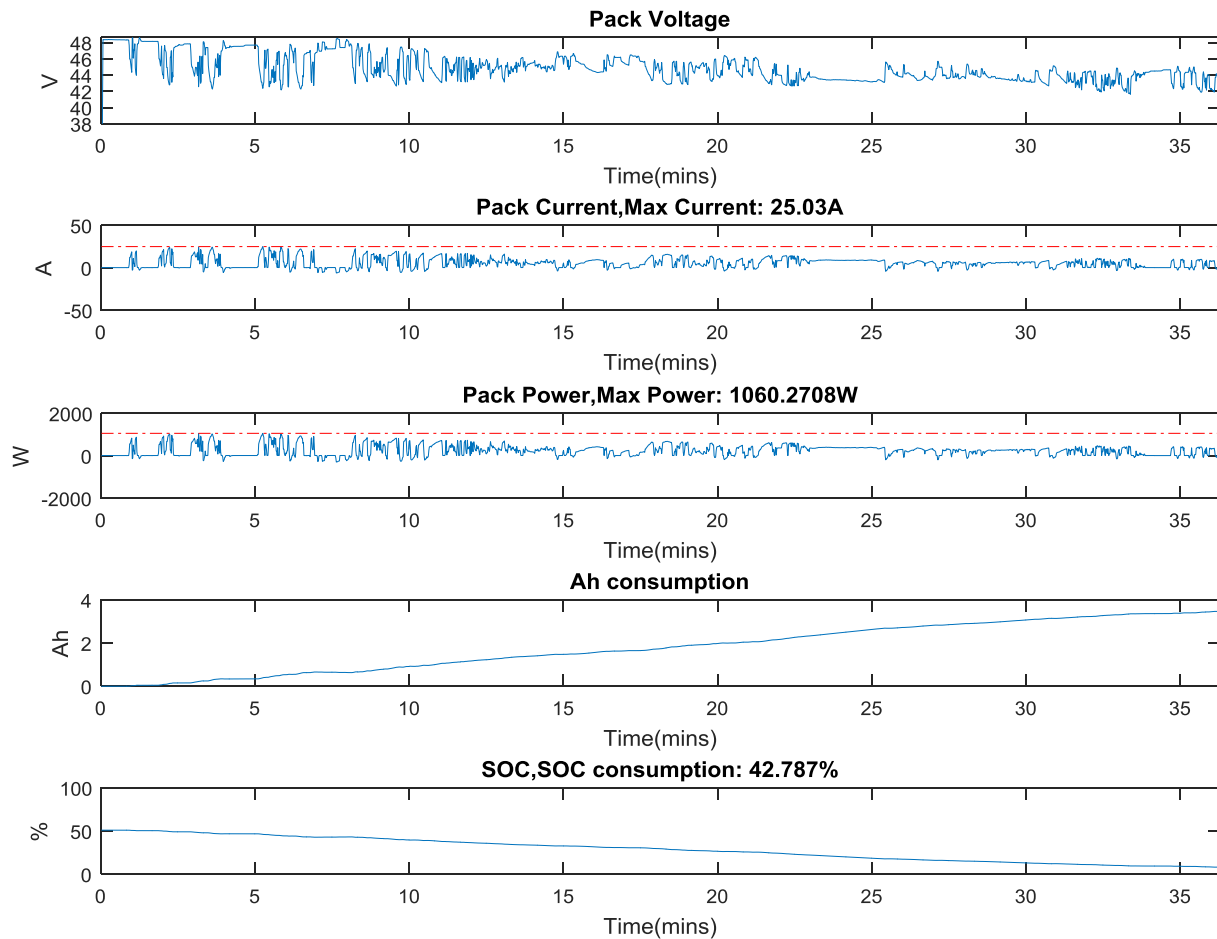 Pack Voltage
48
46
44
42
40
38
V
0 5 10 15 20 25 30 35
Time(mins)
Pack Current,Max Current: 25.03A
50
0
-50
A
0 5 10 15 20 25 30 35
Time(mins)
Pack Power,Max Power: 1060.2708W
2000
0
-2000
W
0 5 10 15 20 25 30 35
Time(mins)
Ah consumption
4
2
0
Ah
0 5 10 15 20 25 30 35
Time(mins)
SOC,SOC consumption: 42.787%
100
50
0
%
0 5 10 15 20 25 30 35
Time(mins)